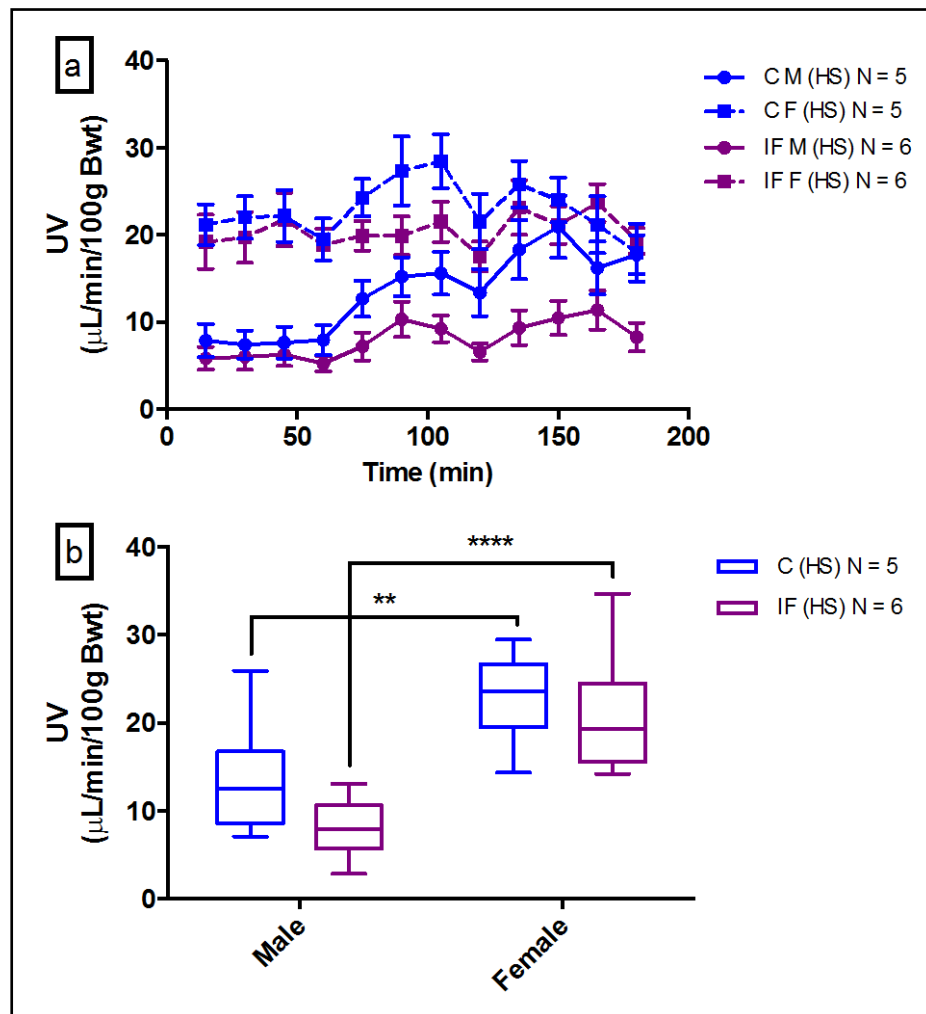 a
40
30
20
10
0
UV
(μL/min/100g Bwt)
0 50 100 150 200
Time (min)
C M (HS) N = 5
C F (HS) N = 5
IF M (HS) N = 6
IF F (HS) N = 6
b
40
30
20
10
0
UV
(μL/min/100g Bwt)
**
****
Male
Female
C (HS) N = 5
IF (HS) N = 6